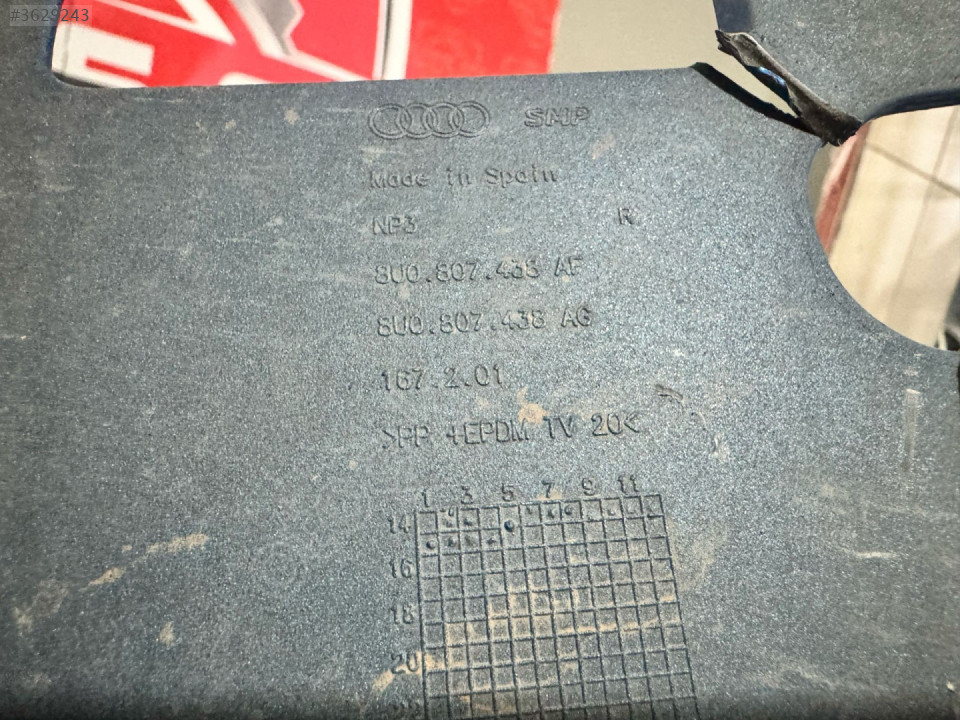 #3629243
SMP
Made in Spain
NP3 R
8U0.807.438 AF
8U0.807.438 AG
167.2.01
>PP +EPDM TV 20<
1 3 5 7 9 11
14
16
18
20